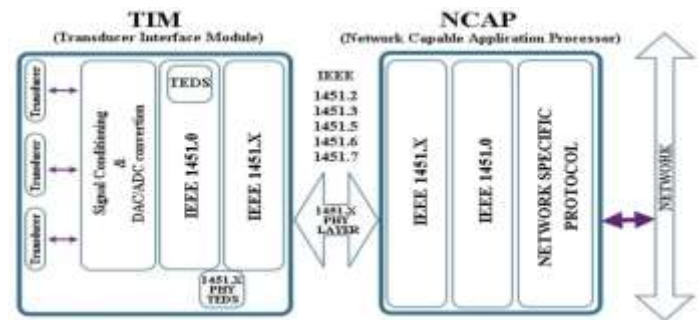 TIM
(Transducer Interface Module)
Transducer
Transducer
Transducer
Signal Conditioning
&
DAC/ADC convertion
TEDS
IEEE 1451.0
IEEE 1451.X
1451.X
PHY
TEDS
IEEE
1451.2
1451.3
1451.5
1451.6
1451.7
1451.X
PHY
LAYER
NCAP
(Network Capable Application Processor)
IEEE 1451.X
IEEE 1451.0
NETWORK SPECIFIC
PROTOCOL
NETWORK